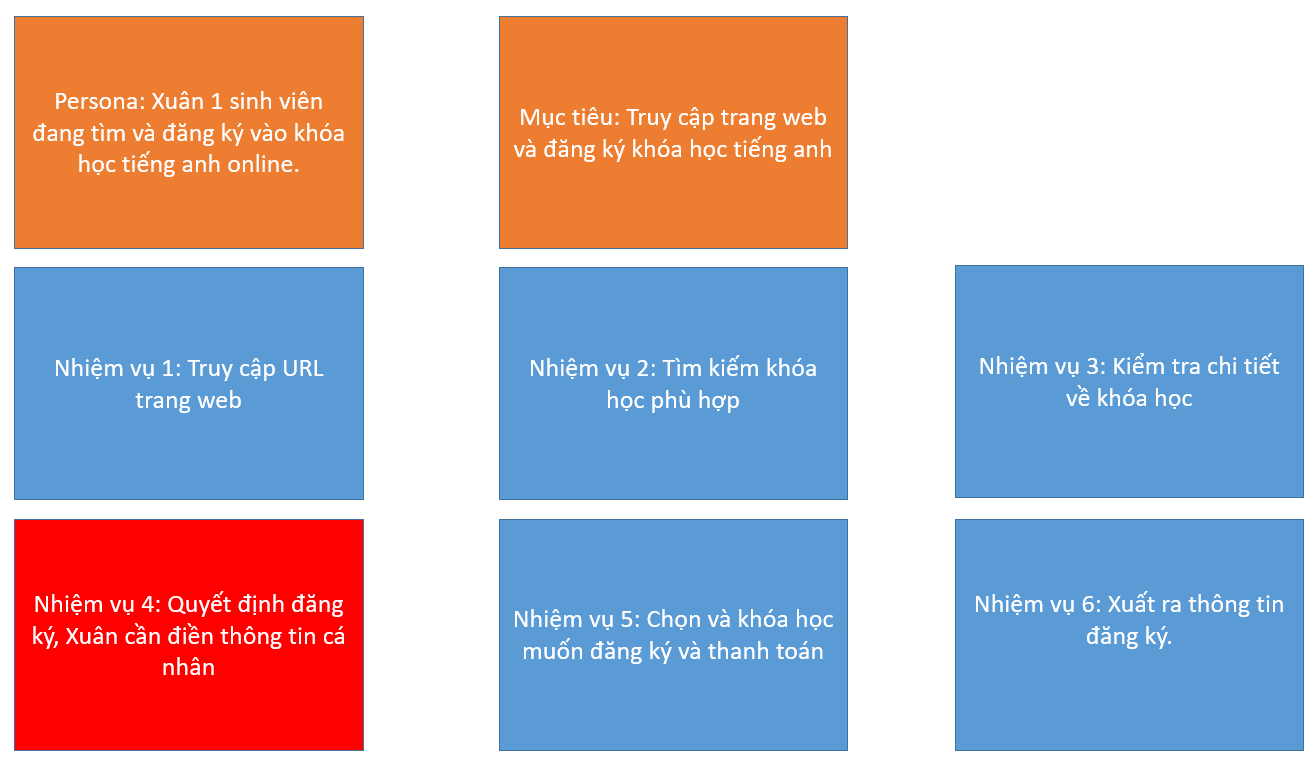 Persona: Xuân 1 sinh viên
đang tìm và đăng ký vào khóa
học tiếng anh online.
Mục tiêu: Truy cập trang web
và đăng ký khóa học tiếng anh
Nhiệm vụ 1: Truy cập URL
trang web
Nhiệm vụ 2: Tìm kiếm khóa
học phù hợp
Nhiệm vụ 3: Kiểm tra chi tiết
về khóa học
Nhiệm vụ 4: Quyết định đăng
ký, Xuân cần điền thông tin cá
nhân
Nhiệm vụ 5: Chọn và khóa học
muốn đăng ký và thanh toán
Nhiệm vụ 6: Xuất ra thông tin
đăng ký.